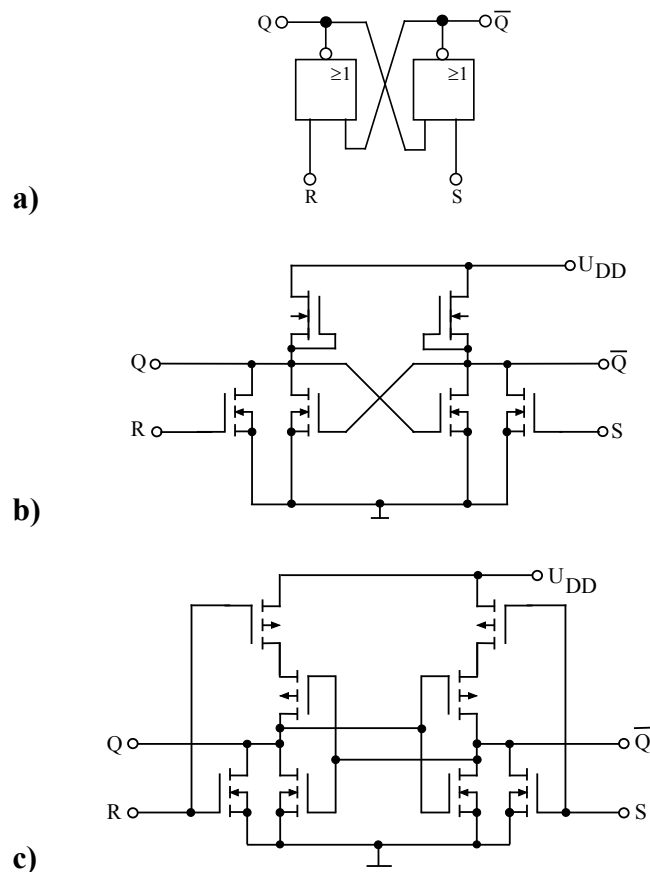 Q Q̅
≥1 ≥1
R S
a)
U_DD
Q Q̅
R S
b)
U_DD
Q Q̅
R S
c)